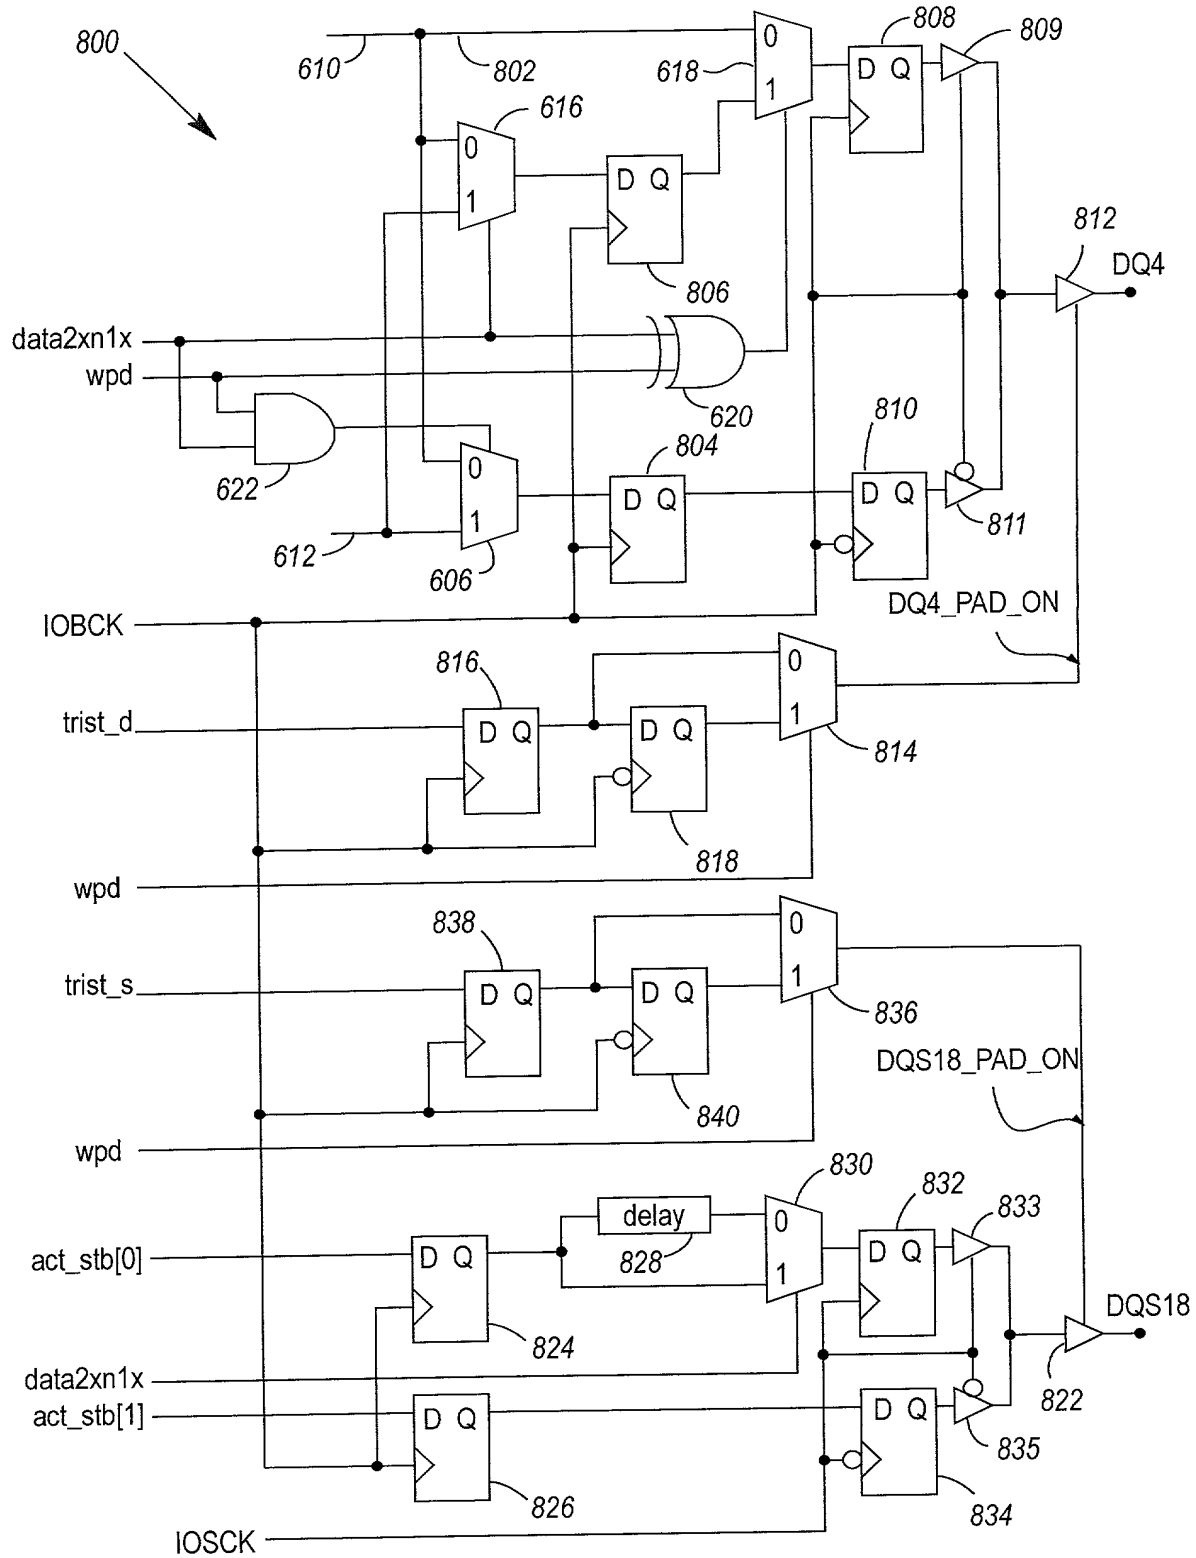 800
610
802
618
0
1
808
D Q
809
616
0
1
D Q
806
812
DQ4
data2xn1x
wpd
620
622
0
1
606
804
D Q
810
D Q
811
612
IOBCK
DQ4_PAD_ON
816
trist_d
D Q
D Q
818
0
1
814
wpd
838
trist_s
D Q
D Q
840
0
1
836
DQS18_PAD_ON
wpd
830
832
833
act_stb[0]
D Q
824
delay
828
0
1
D Q
DQS18
822
data2xn1x
act_stb[1]
D Q
826
D Q
834
835
IOSCK